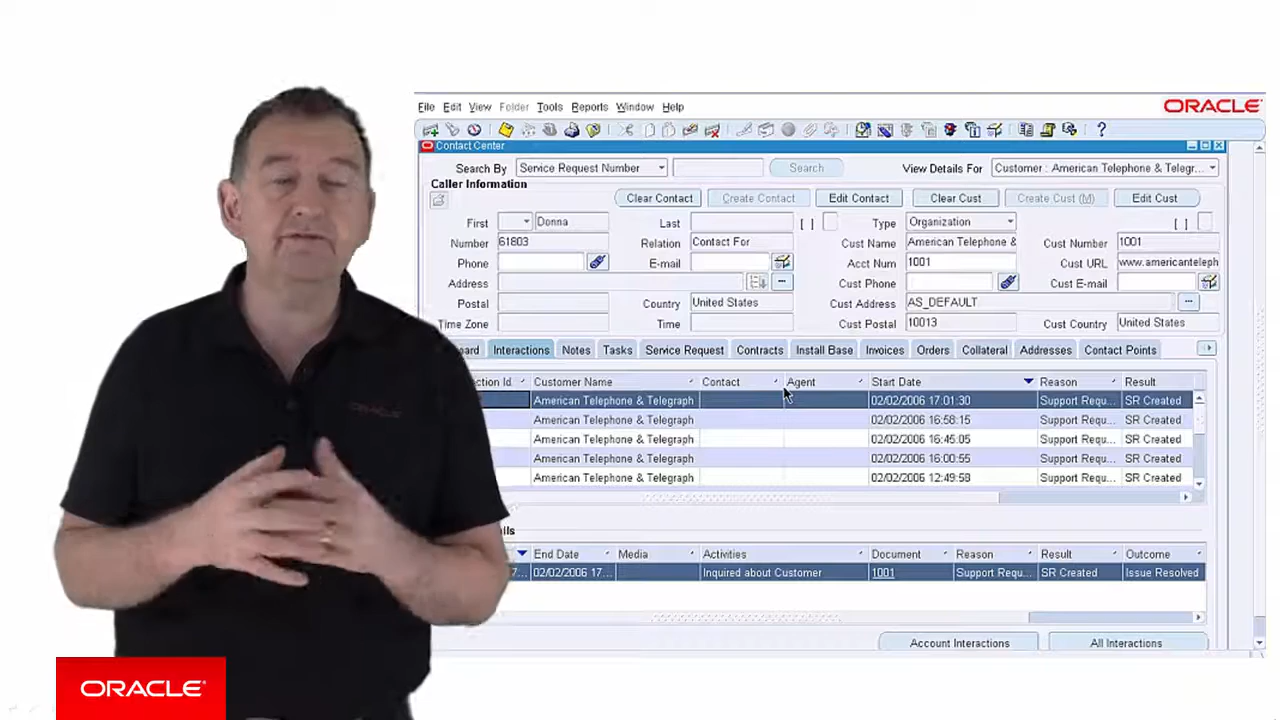 File Edit View Folder Tools Reports Window Help
ORACLE
Contact Center
Search By Service Request Number Search View Details For Customer : American Telephone & Telegr...
Caller Information
Clear Contact Create Contact Edit Contact Clear Cust Create Cust (M) Edit Cust
First Donna Last [ ] Type Organization [ ]
Number 61803 Relation Contact For Cust Name American Telephone & Cust Number 1001
Phone E-mail Acct Num 1001 Cust URL www.americanteleph
Address Cust Phone Cust E-mail
Postal Country United States Cust Address AS_DEFAULT
Time Zone Time Cust Postal 10013 Cust Country United States
Interactions Notes Tasks Service Request Contracts Install Base Invoices Orders Collateral Addresses Contact Points
Customer Name Contact Agent Start Date Reason Result
American Telephone & Telegraph 02/02/2006 17:01:30 Support Requ... SR Created
American Telephone & Telegraph 02/02/2006 16:58:15 Support Requ... SR Created
American Telephone & Telegraph 02/02/2006 16:45:05 Support Requ... SR Created
American Telephone & Telegraph 02/02/2006 16:00:55 Support Requ... SR Created
American Telephone & Telegraph 02/02/2006 12:49:58 Support Requ... SR Created
End Date Media Activities Document Reason Result Outcome
02/02/2006 17... Inquired about Customer 1001 Support Requ... SR Created Issue Resolved
Account Interactions All Interactions
ORACLE
ORACLE